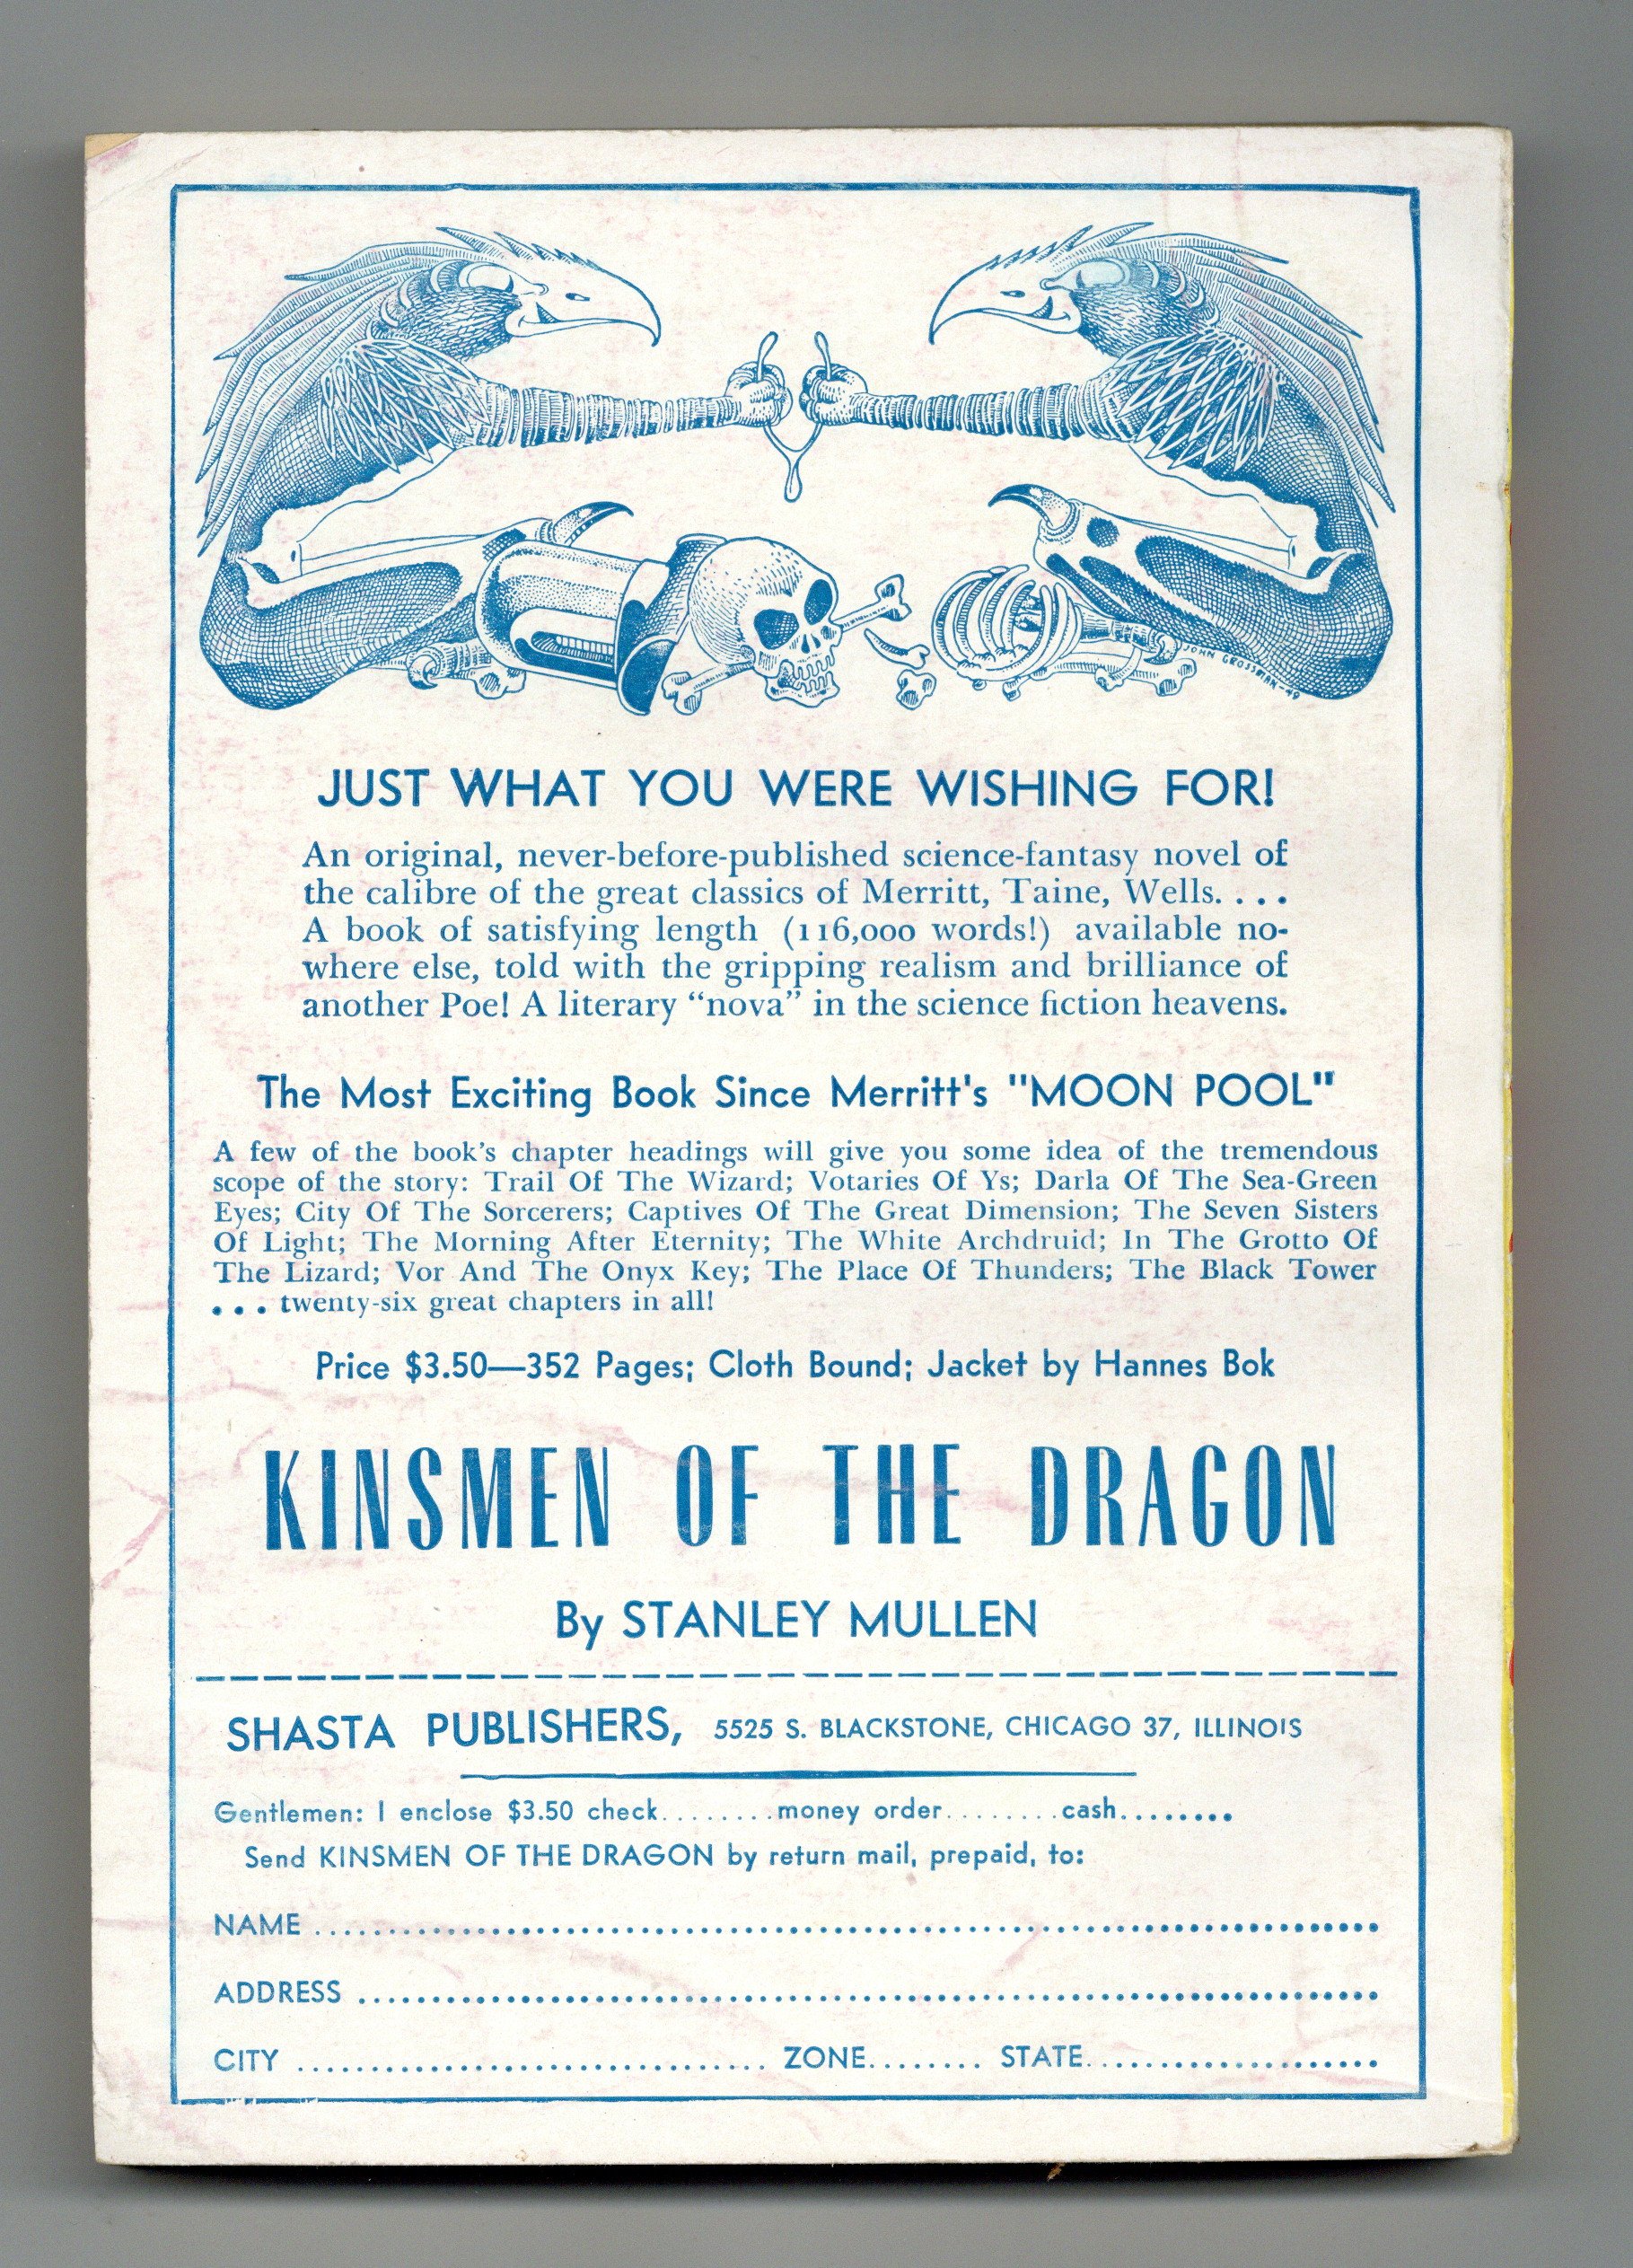 JOHN GROSSMAN-49
JUST WHAT YOU WERE WISHING FOR!
An original, never-before-published science-fantasy novel of
the calibre of the great classics of Merritt, Taine, Wells. . . .
A book of satisfying length (116,000 words!) available no-
where else, told with the gripping realism and brilliance of
another Poe! A literary “nova” in the science fiction heavens.
The Most Exciting Book Since Merritt's "MOON POOL"
A few of the book’s chapter headings will give you some idea of the tremendous
scope of the story: Trail Of The Wizard; Votaries Of Ys; Darla Of The Sea-Green
Eyes; City Of The Sorcerers; Captives Of The Great Dimension; The Seven Sisters
Of Light; The Morning After Eternity; The White Archdruid; In The Grotto Of
The Lizard; Vor And The Onyx Key; The Place Of Thunders; The Black Tower
. . . twenty-six great chapters in all!
Price $3.50—352 Pages; Cloth Bound; Jacket by Hannes Bok
KINSMEN OF THE DRAGON
By STANLEY MULLEN
SHASTA PUBLISHERS, 5525 S. BLACKSTONE, CHICAGO 37, ILLINOIS
Gentlemen: I enclose $3.50 check........money order........cash........
Send KINSMEN OF THE DRAGON by return mail, prepaid, to:
NAME ........................................................................
ADDRESS ....................................................................
CITY ................................ ZONE........ STATE....................